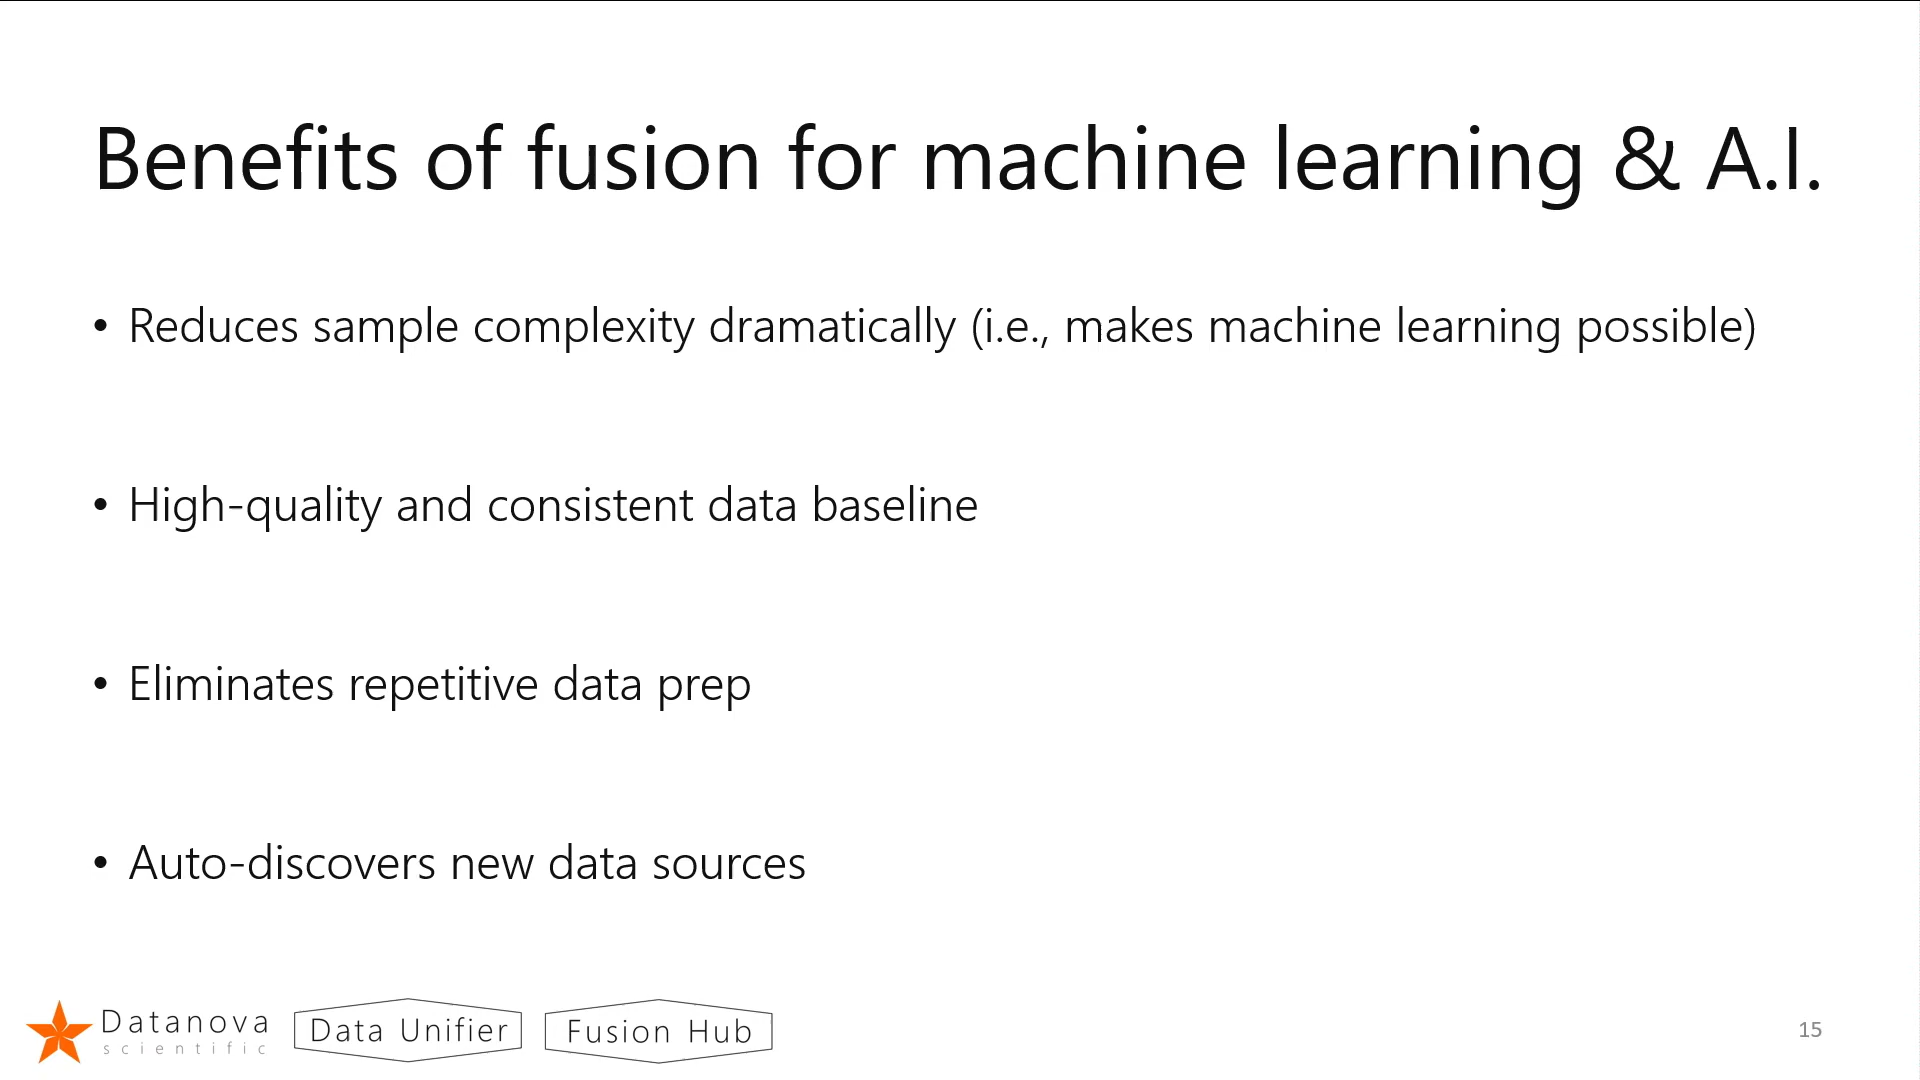 Benefits of fusion for machine learning & A.I.
• Reduces sample complexity dramatically (i.e., makes machine learning possible)
• High-quality and consistent data baseline
• Eliminates repetitive data prep
• Auto-discovers new data sources
Datanova
scientific
Data Unifier
Fusion Hub
15